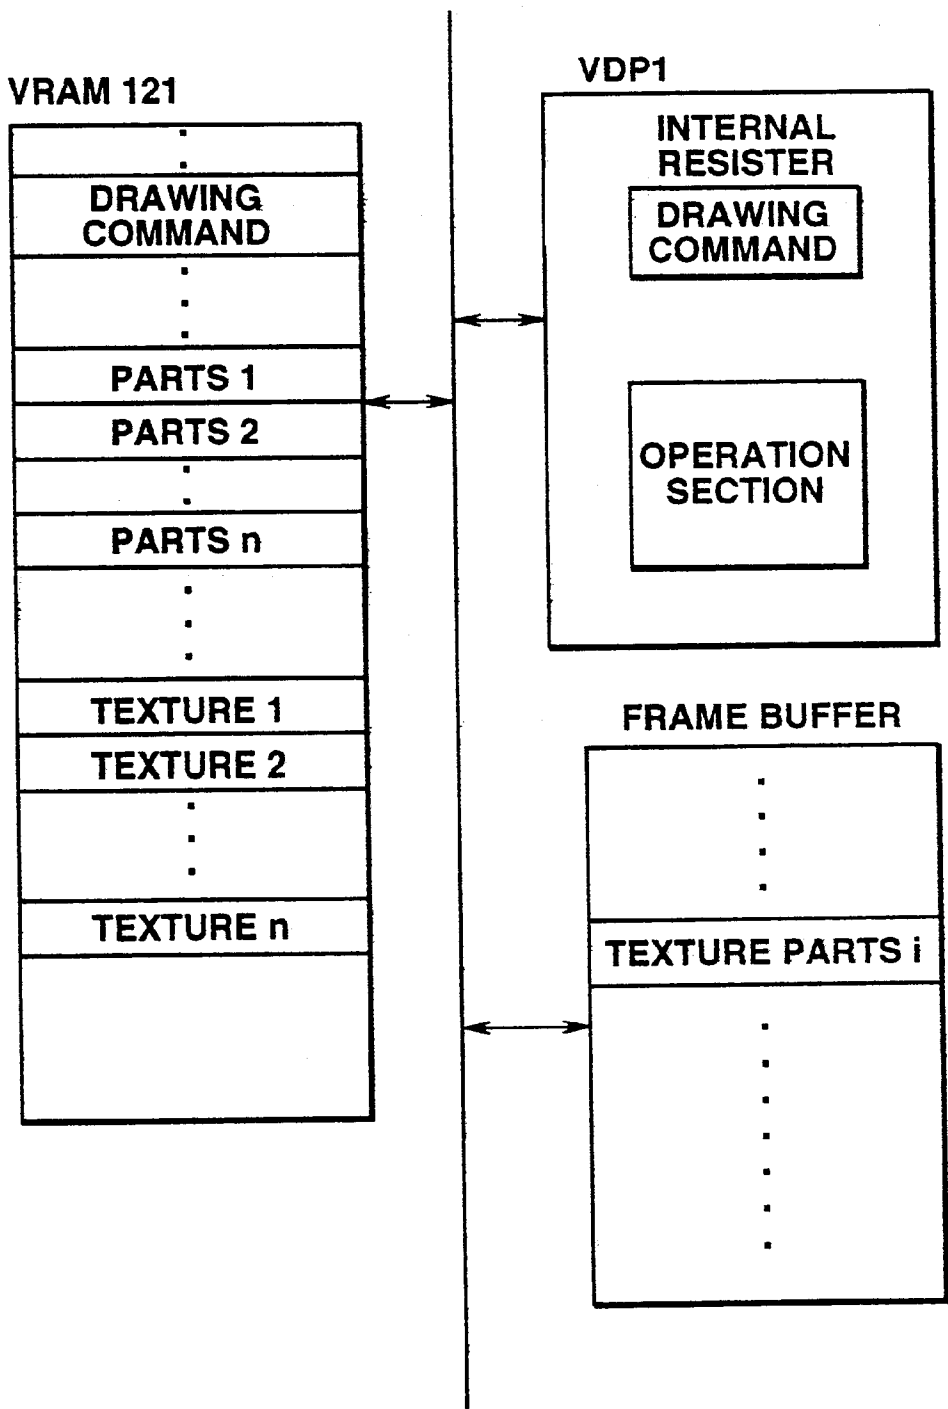 VRAM 121
DRAWING
COMMAND
PARTS 1
PARTS 2
PARTS n
TEXTURE 1
TEXTURE 2
TEXTURE n
VDP1
INTERNAL
RESISTER
DRAWING
COMMAND
OPERATION
SECTION
FRAME BUFFER
TEXTURE PARTS i